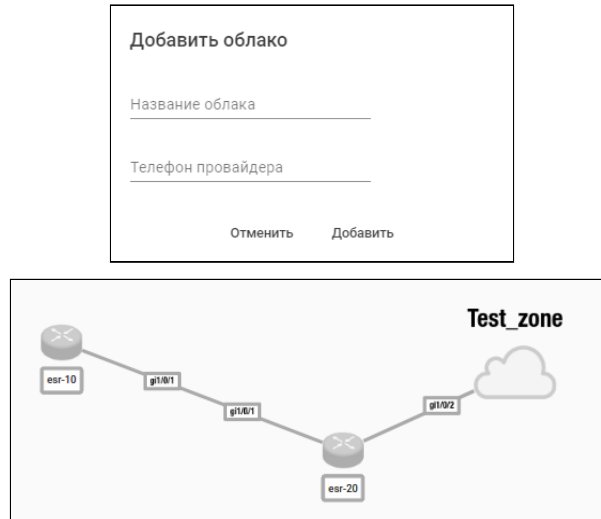 Добавить облако
Название облака
Телефон провайдера
Отменить Добавить
Test_zone
esr-10
gi1/0/1
gi1/0/1
gi1/0/2
esr-20